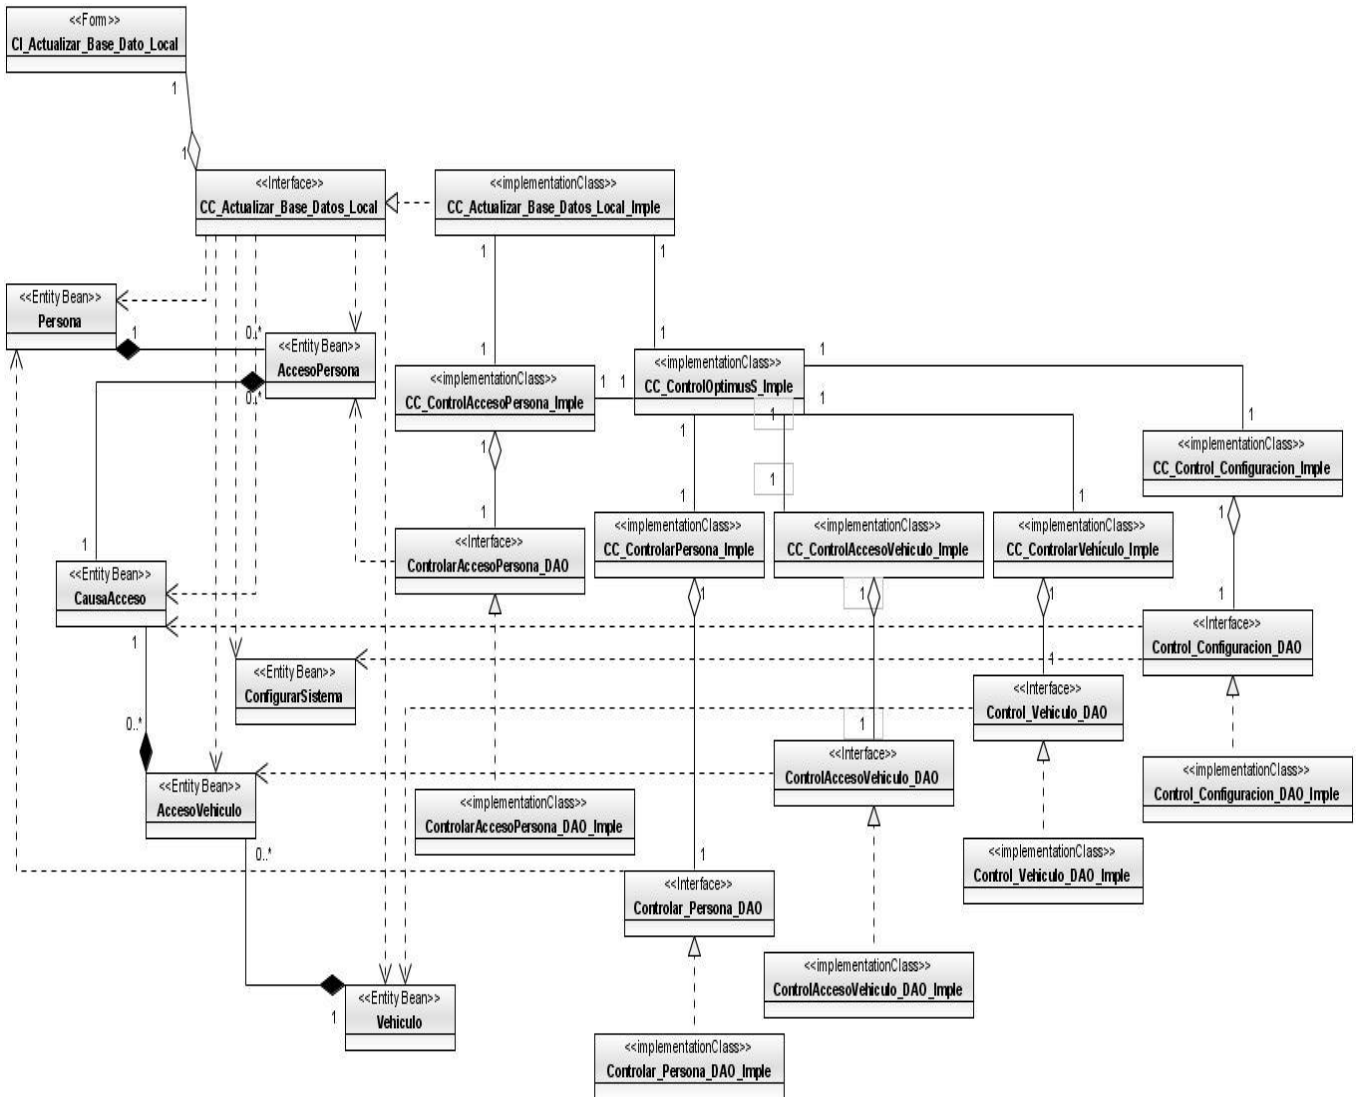 <<Form>>
CI_Actualizar_Base_Dato_Local
1
1
<<Interface>>
CC_Actualizar_Base_Datos_Local
<<implementationClass>>
CC_Actualizar_Base_Datos_Local_Imple
1
1
<<Entity Bean>>
Persona
1
0..*
<<Entity Bean>>
AccesoPersona
0..*
1
1
<<implementationClass>>
CC_ControlAccesoPersona_Imple
1
1
1
<<implementationClass>>
CC_ControlOptimusS_Imple
1
1
1
1
1
<<implementationClass>>
CC_Control_Configuracion_Imple
1
1
1
1
1
1
<<Interface>>
ControlarAccesoPersona_DAO
<<implementationClass>>
CC_ControlarPersona_Imple
<<implementationClass>>
CC_ControlAccesoVehiculo_Imple
<<implementationClass>>
CC_ControlarVehículo_Imple
1
<<Entity Bean>>
CausaAcceso
1
1
1
1
1
<<Interface>>
Control_Configuracion_DAO
<<Entity Bean>>
ConfigurarSistema
1
<<Interface>>
Control_Vehiculo_DAO
0..*
1
<<Entity Bean>>
AccesoVehiculo
0..*
<<Interface>>
ControlAccesoVehiculo_DAO
<<implementationClass>>
Control_Configuracion_DAO_Imple
<<implementationClass>>
ControlarAccesoPersona_DAO_Imple
<<implementationClass>>
Control_Vehiculo_DAO_Imple
1
<<Interface>>
Controlar_Persona_DAO
<<implementationClass>>
ControlAccesoVehiculo_DAO_Imple
1
<<Entity Bean>>
Vehiculo
<<implementationClass>>
Controlar_Persona_DAO_Imple